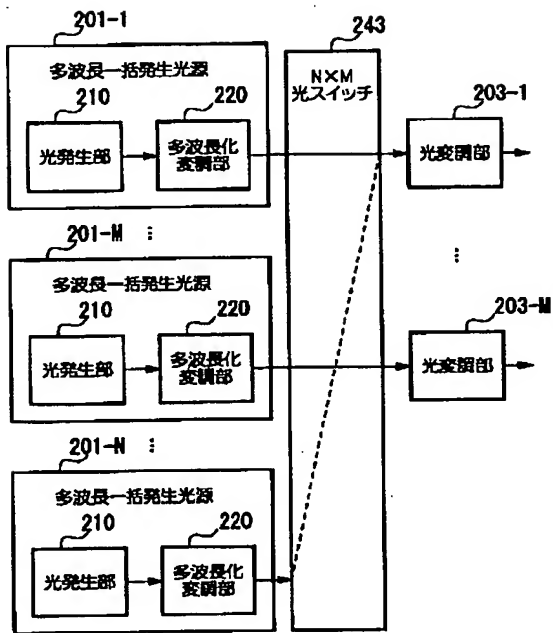 201-1
多波長一括発生光源
210
220
光発生部
多波長化
変調部
243
N×M
光スイッチ
203-1
光変調部
201-M
多波長一括発生光源
210
220
光発生部
多波長化
変調部
203-M
光変調部
201-N
多波長一括発生光源
210
220
光発生部
多波長化
変調部